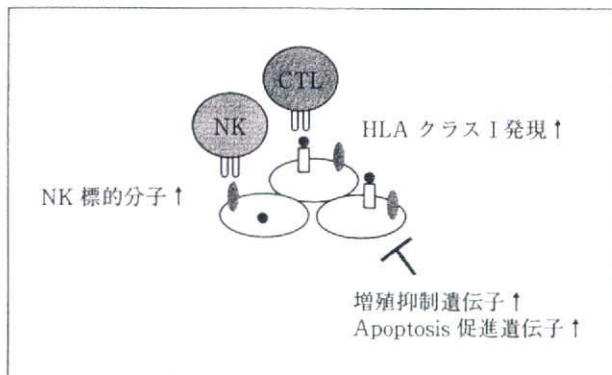 CTL
NK
HLA クラス I 発現 ↑
NK 標的分子 ↑
増殖抑制遺伝子 ↑
Apoptosis 促進遺伝子 ↑